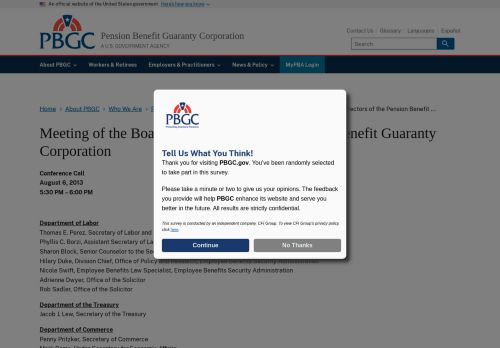 An official website of the United States government Here's how you know
PBGC
Pension Benefit Guaranty Corporation
A U.S. GOVERNMENT AGENCY
Contact Us Glossary Languages Español
Search
About PBGC Workers & Retirees Employers & Practitioners News & Policy MyPBA Login
Home > About PBGC > Who We Are > ectors of the Pension Benefit ...
Meeting of the Boa nefit Guaranty
Corporation
Conference Call
August 6, 2013
5:30 PM – 6:00 PM
PBGC
Protecting America's Pensions
Tell Us What You Think!
Thank you for visiting PBGC.gov. You've been randomly selected
to take part in this survey.
Please take a minute or two to give us your opinions. The feedback
you provide will help PBGC enhance its website and serve you
better in the future. All results are strictly confidential.
This survey is conducted by an independent company, CFI Group. To view CFI Group's privacy policy
click here.
Continue No Thanks
Department of Labor
Thomas E. Perez, Secretary of Labor and
Phyllis C. Borzi, Assistant Secretary of La
Sharon Block, Senior Counselor to the Se
Hilary Duke, Division Chief, Office of Policy and Research, Employee Benefits Security Administration
Nicole Swift, Employee Benefits Law Specialist, Employee Benefits Security Administration
Adrienne Dwyer, Office of the Solicitor
Rob Sadler, Office of the Solicitor
Department of the Treasury
Jacob J. Lew, Secretary of the Treasury
Department of Commerce
Penny Pritzker, Secretary of Commerce